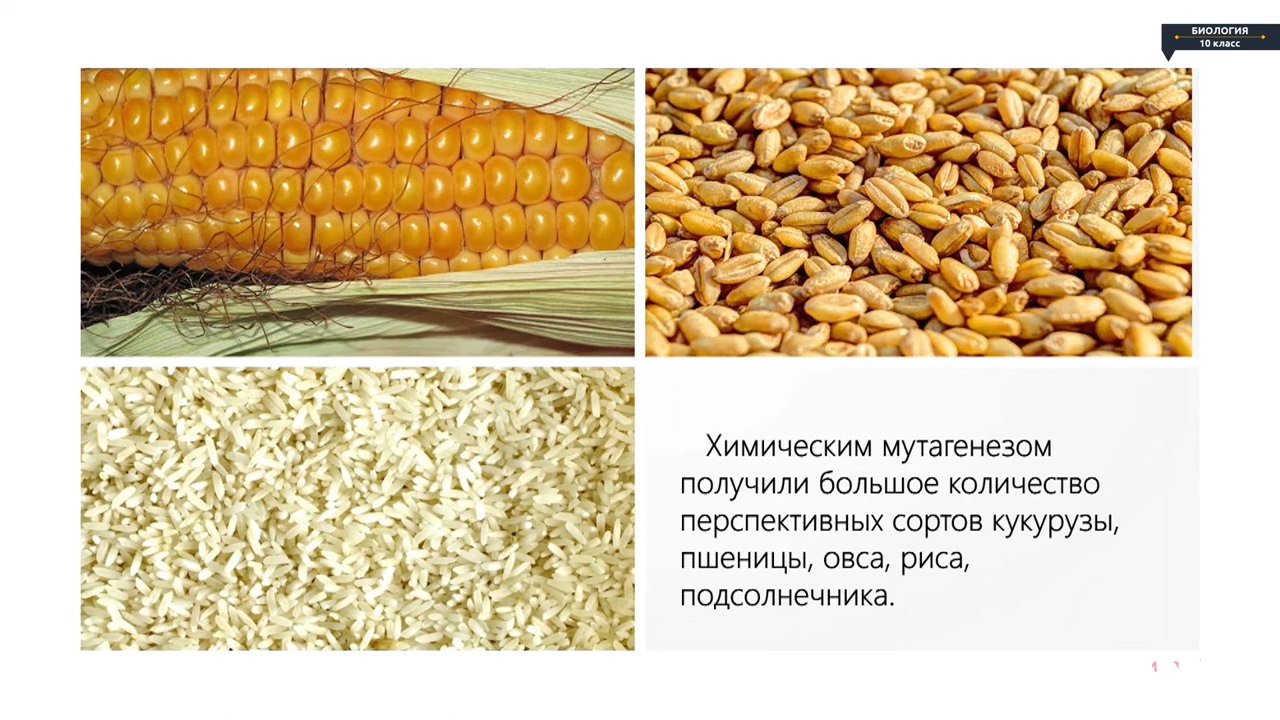 БИОЛОГИЯ
10 класс
Химическим мутагенезом
получили большое количество
перспективных сортов кукурузы,
пшеницы, овса, риса,
подсолнечника.